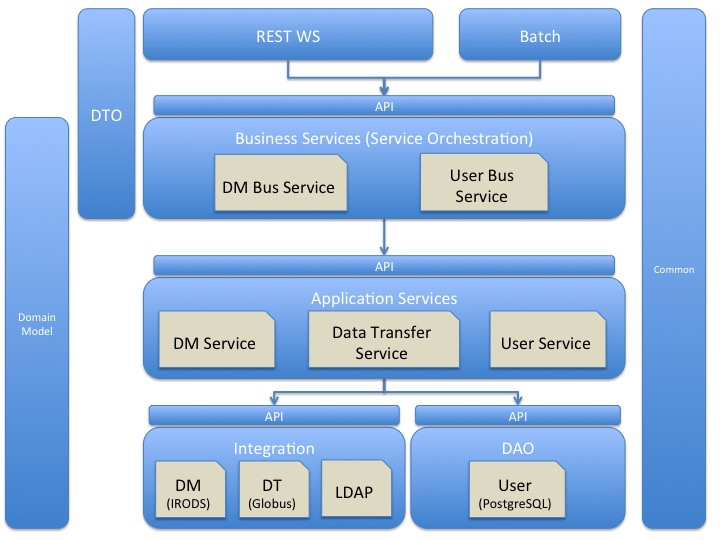 REST WS
Batch
DTO
API
Business Services (Service Orchestration)
DM Bus Service
User Bus
Service
API
Common
Application Services
Domain
Model
DM Service
Data Transfer
Service
User Service
API
API
Integration
DAO
DM
(IRODS)
DT
(Globus)
LDAP
User
(PostgreSQL)